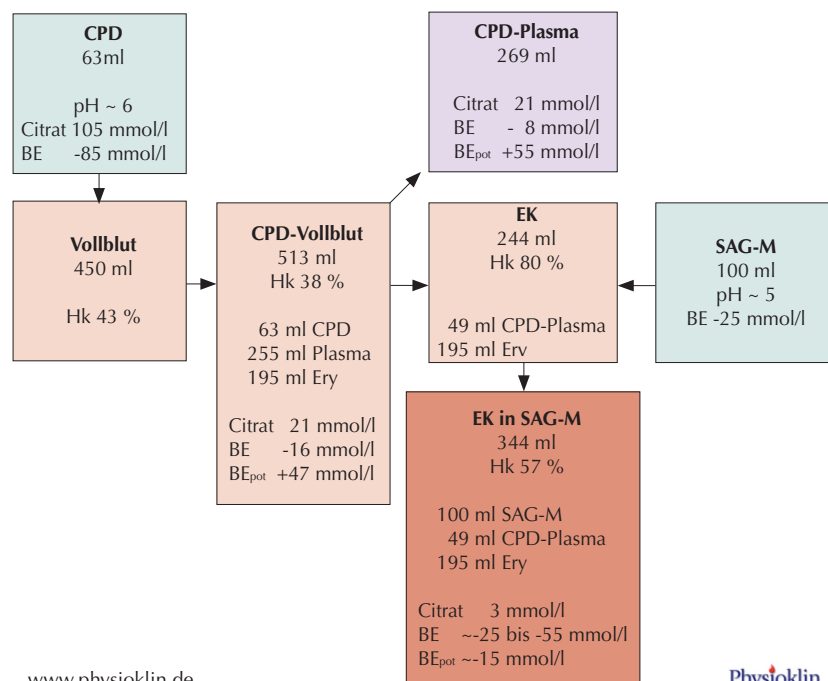 CPD
63ml
pH ~ 6
Citrat 105 mmol/l
BE -85 mmol/l
CPD-Plasma
269 ml
Citrat 21 mmol/l
BE - 8 mmol/l
BEpot +55 mmol/l
Vollblut
450 ml
Hk 43 %
CPD-Vollblut
513 ml
Hk 38 %
63 ml CPD
255 ml Plasma
195 ml Ery
Citrat 21 mmol/l
BE -16 mmol/l
BEpot +47 mmol/l
EK
244 ml
Hk 80 %
49 ml CPD-Plasma
195 ml Ery
SAG-M
100 ml
pH ~ 5
BE -25 mmol/l
EK in SAG-M
344 ml
Hk 57 %
100 ml SAG-M
49 ml CPD-Plasma
195 ml Ery
Citrat 3 mmol/l
BE ~-25 bis -55 mmol/l
BEpot ~-15 mmol/l
www.physioklin.de
Physioklin